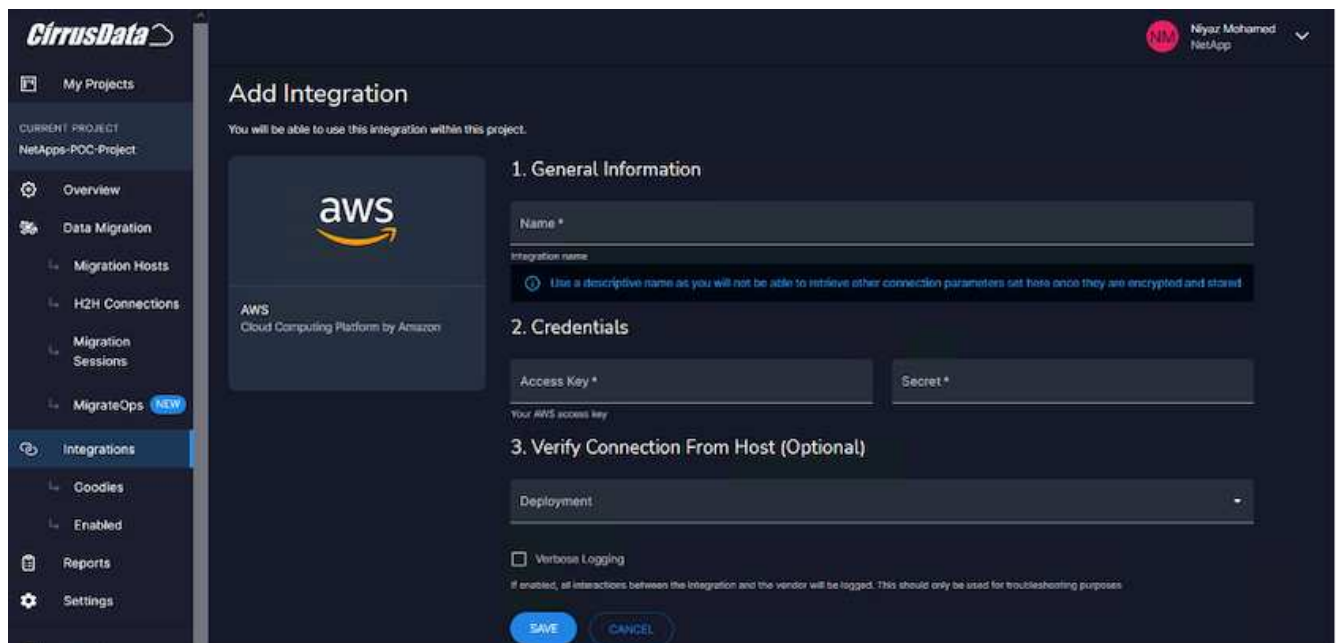 CirrusData
NM
Niyaz Mohamed
NetApp
My Projects
CURRENT PROJECT
NetApps-POC-Project
Overview
Data Migration
Migration Hosts
H2H Connections
Migration
Sessions
MigrateOps NEW
Integrations
Goodies
Enabled
Reports
Settings
Add Integration
You will be able to use this integration within this project.
aws
AWS
Cloud Computing Platform by Amazon
1. General Information
Name *
Integration name
Use a descriptive name as you will not be able to retrieve other connection parameters set here once they are encrypted and stored
2. Credentials
Access Key *
Secret *
Your AWS access key
3. Verify Connection From Host (Optional)
Deployment
Verbose Logging
If enabled, all interactions between the integration and the vendor will be logged. This should only be used for troubleshooting purposes
SAVE
CANCEL